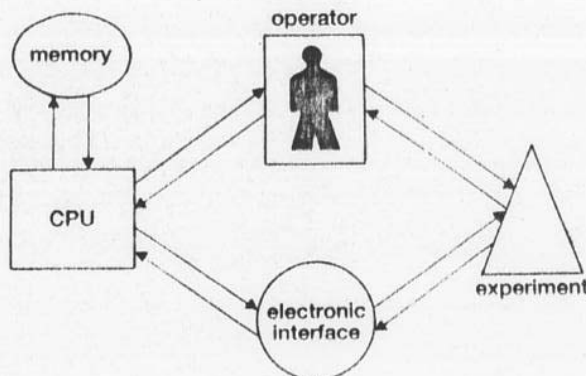 operator
memory
CPU
electronic
interface
experiment